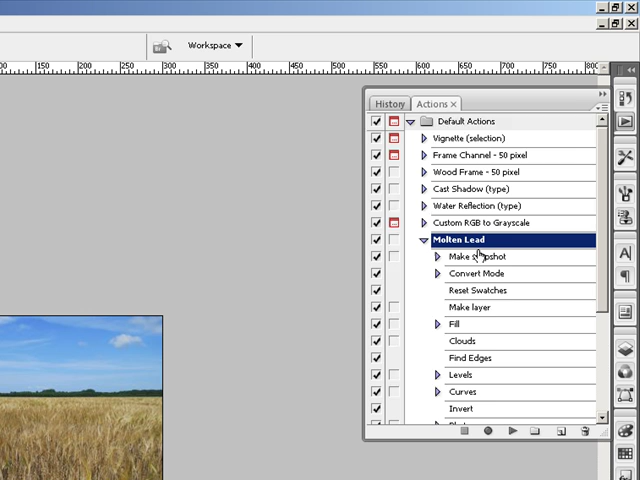 Workspace
150 200 250 300 350 400 450 500 550 600 650 700 750 800
History Actions ×
Default Actions
Vignette (selection)
Frame Channel - 50 pixel
Wood Frame - 50 pixel
Cast Shadow (type)
Water Reflection (type)
Custom RGB to Grayscale
Molten Lead
Make snapshot
Convert Mode
Reset Swatches
Make layer
Fill
Clouds
Find Edges
Levels
Curves
Invert